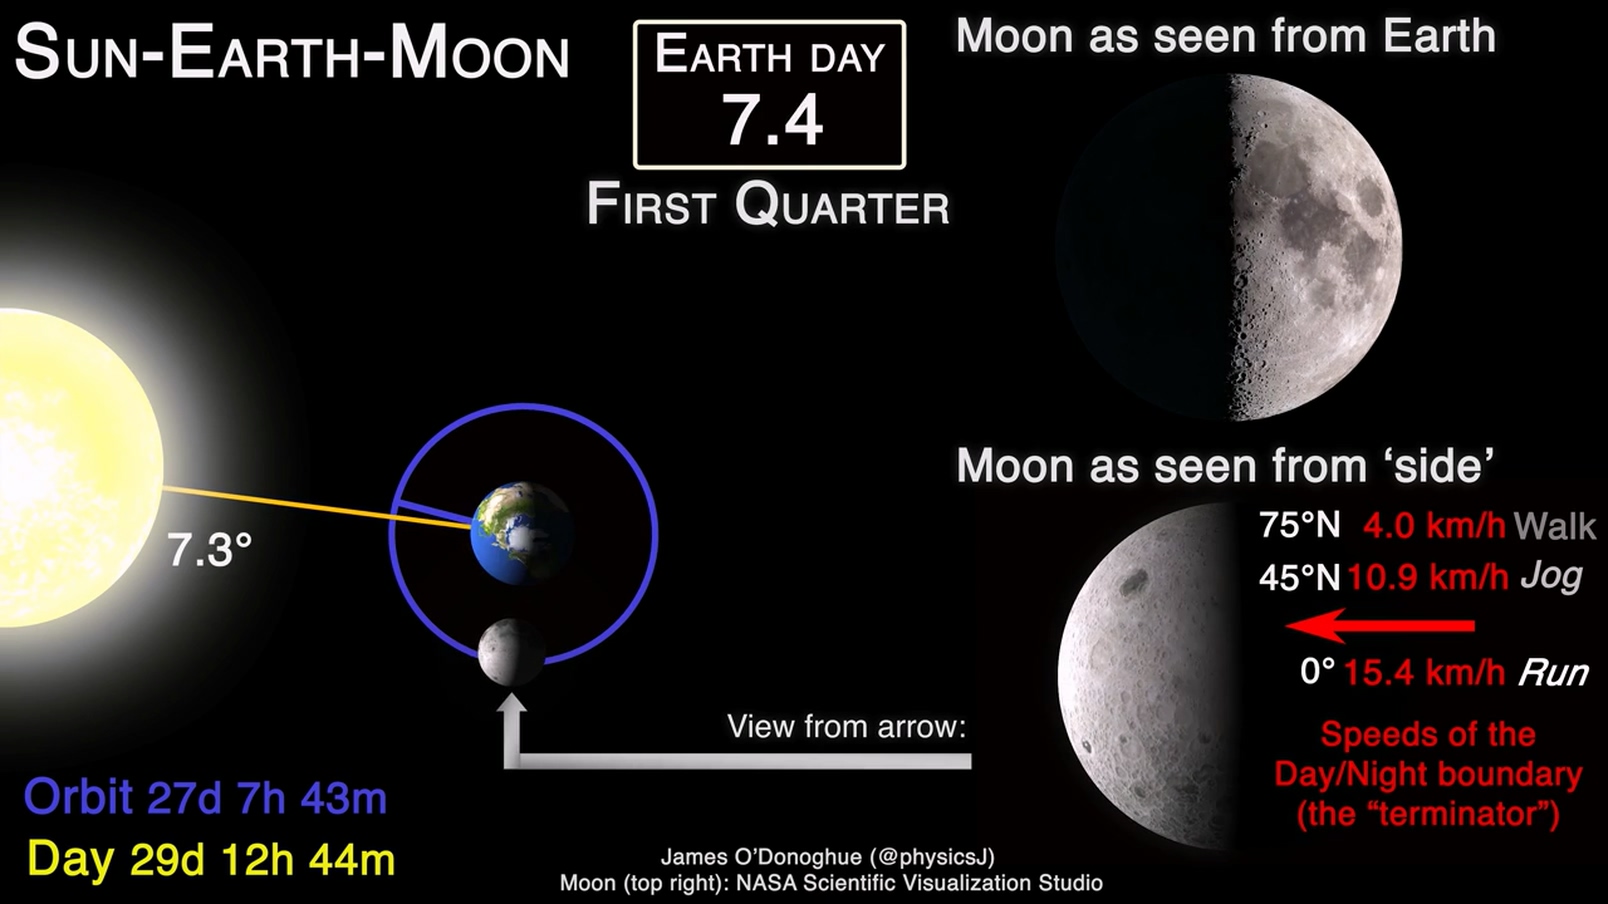 SUN-EARTH-MOON
EARTH DAY
7.4
FIRST QUARTER
Moon as seen from Earth
7.3°
Moon as seen from ‘side’
75°N 4.0 km/h Walk
45°N 10.9 km/h Jog
0° 15.4 km/h Run
Speeds of the
Day/Night boundary
(the “terminator”)
View from arrow:
Orbit 27d 7h 43m
Day 29d 12h 44m
James O’Donoghue (@physicsJ)
Moon (top right): NASA Scientific Visualization Studio